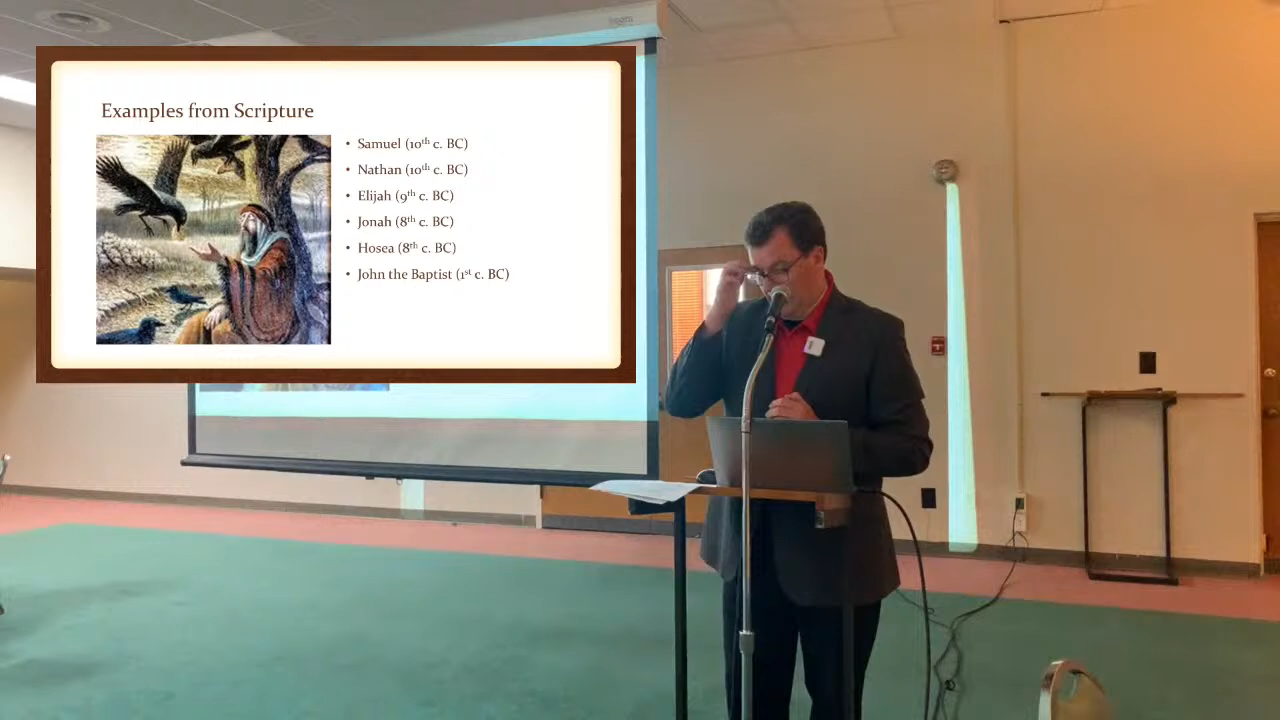 Examples from Scripture
• Samuel (10th c. BC)
• Nathan (10th c. BC)
• Elijah (9th c. BC)
• Jonah (8th c. BC)
• Hosea (8th c. BC)
• John the Baptist (1st c. BC)